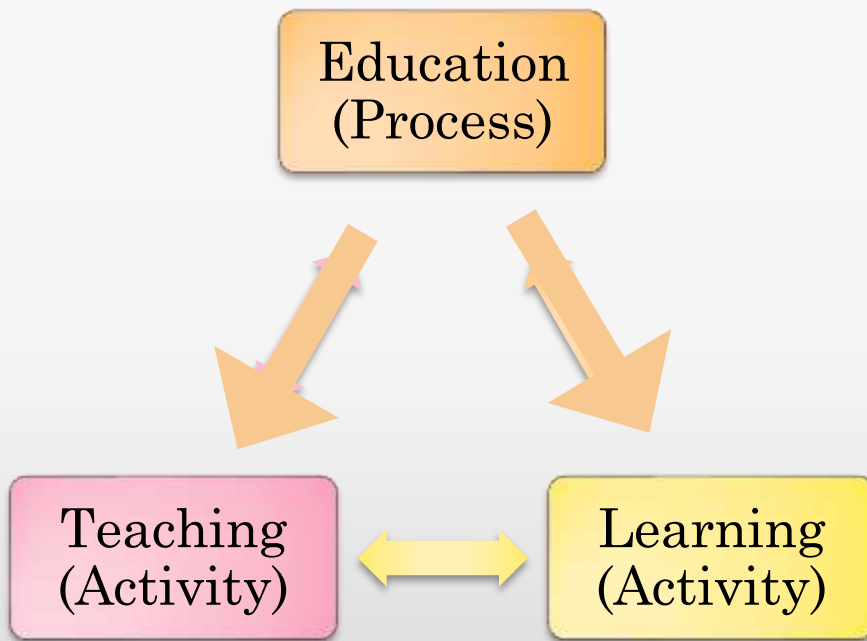 Education
(Process)
Teaching
(Activity)
Learning
(Activity)